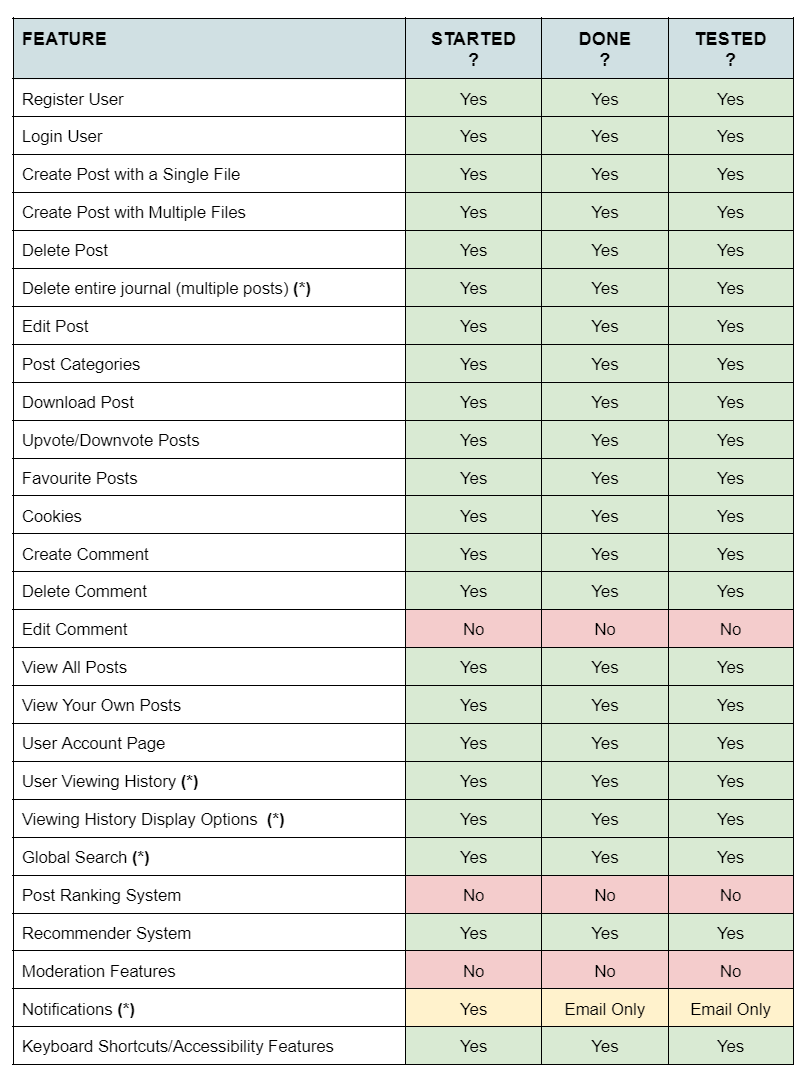 FEATURE STARTED ? DONE ? TESTED ?
Register User Yes Yes Yes
Login User Yes Yes Yes
Create Post with a Single File Yes Yes Yes
Create Post with Multiple Files Yes Yes Yes
Delete Post Yes Yes Yes
Delete entire journal (multiple posts) (*) Yes Yes Yes
Edit Post Yes Yes Yes
Post Categories Yes Yes Yes
Download Post Yes Yes Yes
Upvote/Downvote Posts Yes Yes Yes
Favourite Posts Yes Yes Yes
Cookies Yes Yes Yes
Create Comment Yes Yes Yes
Delete Comment Yes Yes Yes
Edit Comment No No No
View All Posts Yes Yes Yes
View Your Own Posts Yes Yes Yes
User Account Page Yes Yes Yes
User Viewing History (*) Yes Yes Yes
Viewing History Display Options (*) Yes Yes Yes
Global Search (*) Yes Yes Yes
Post Ranking System No No No
Recommender System Yes Yes Yes
Moderation Features No No No
Notifications (*) Yes Email Only Email Only
Keyboard Shortcuts/Accessibility Features Yes Yes Yes